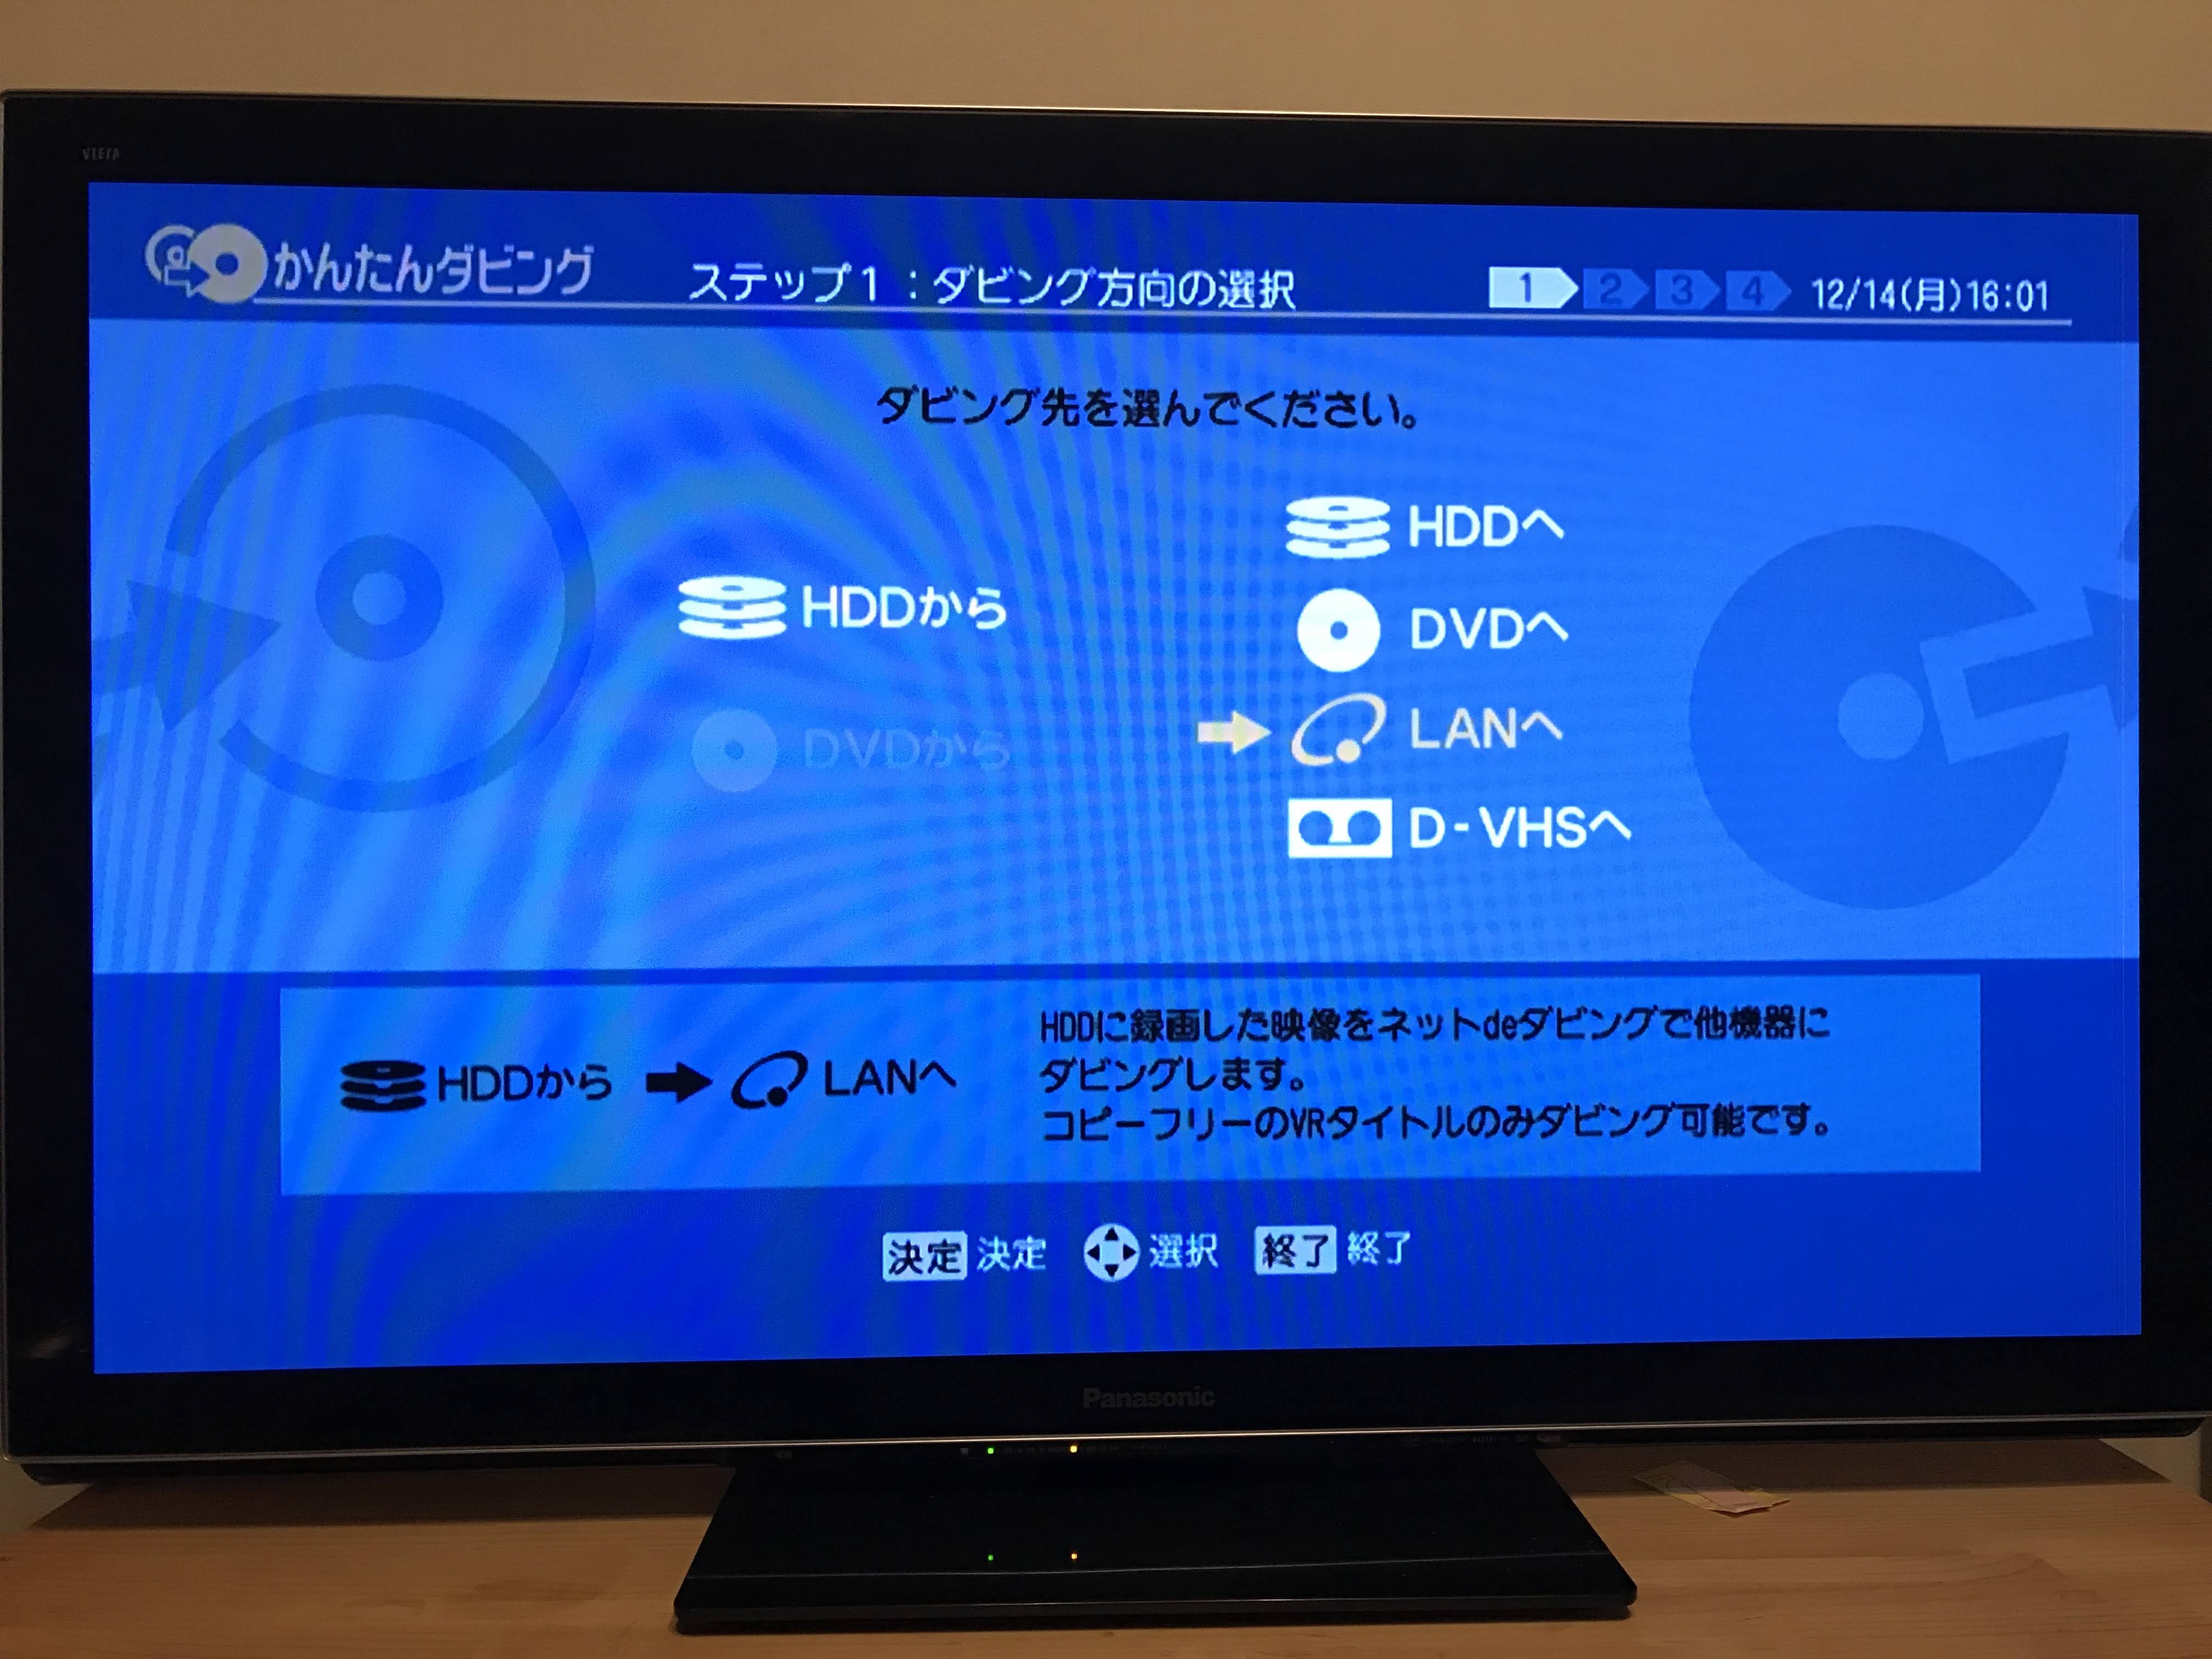 VIERA
かんたんダビング
ステップ1：ダビング方向の選択
1 2 3 4
12/14(月)16:01
ダビング先を選んでください。
HDDから
DVDから
HDDへ
DVDへ
LANへ
D-VHSへ
HDDから
LANへ
HDDに録画した映像をネットdeダビングで他機器に
ダビングします。
コピーフリーのVRタイトルのみダビング可能です。
決定 決定 選択 終了 終了
Panasonic